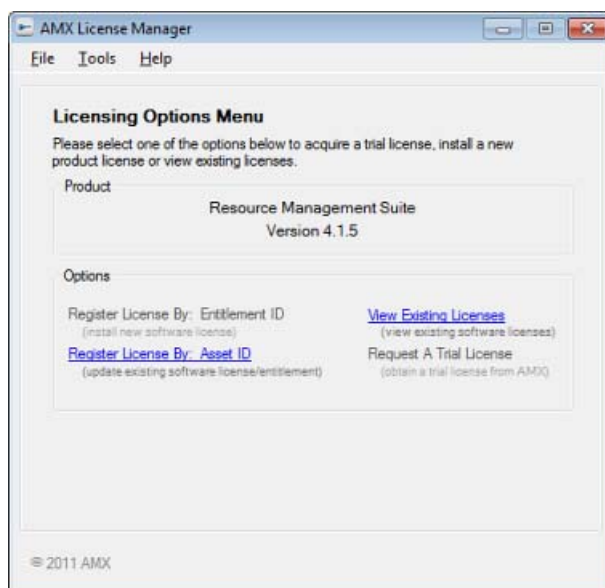 AMX License Manager
File Tools Help
Licensing Options Menu
Please select one of the options below to acquire a trial license, install a new
product license or view existing licenses.
Product
Resource Management Suite
Version 4.1.5
Options
Register License By: Entitlement ID
(install new software license)
View Existing Licenses
(view existing software licenses)
Register License By: Asset ID
(update existing software license/entitlement)
Request A Trial License
(obtain a trial license from AMX)
© 2011 AMX